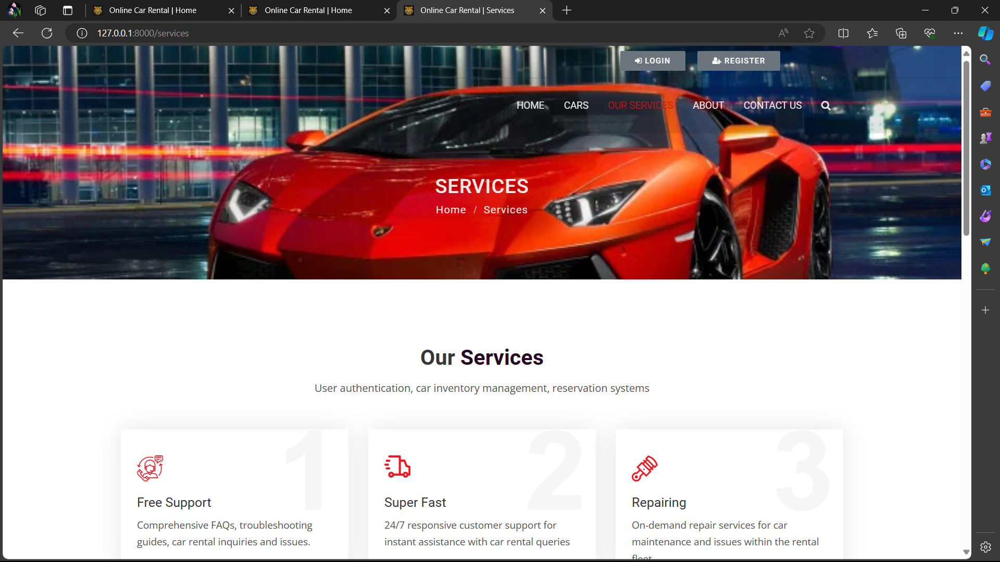 Online Car Rental | Home
Online Car Rental | Home
Online Car Rental | Services
127.0.0.1:8000/services
LOGIN
REGISTER
HOME
CARS
OUR SERVICES
ABOUT
CONTACT US
SERVICES
Home / Services
Our Services
User authentication, car inventory management, reservation systems
1
Free Support
Comprehensive FAQs, troubleshooting
guides, car rental inquiries and issues.
2
Super Fast
24/7 responsive customer support for
instant assistance with car rental queries
3
Repairing
On-demand repair services for car
maintenance and issues within the rental
fleet